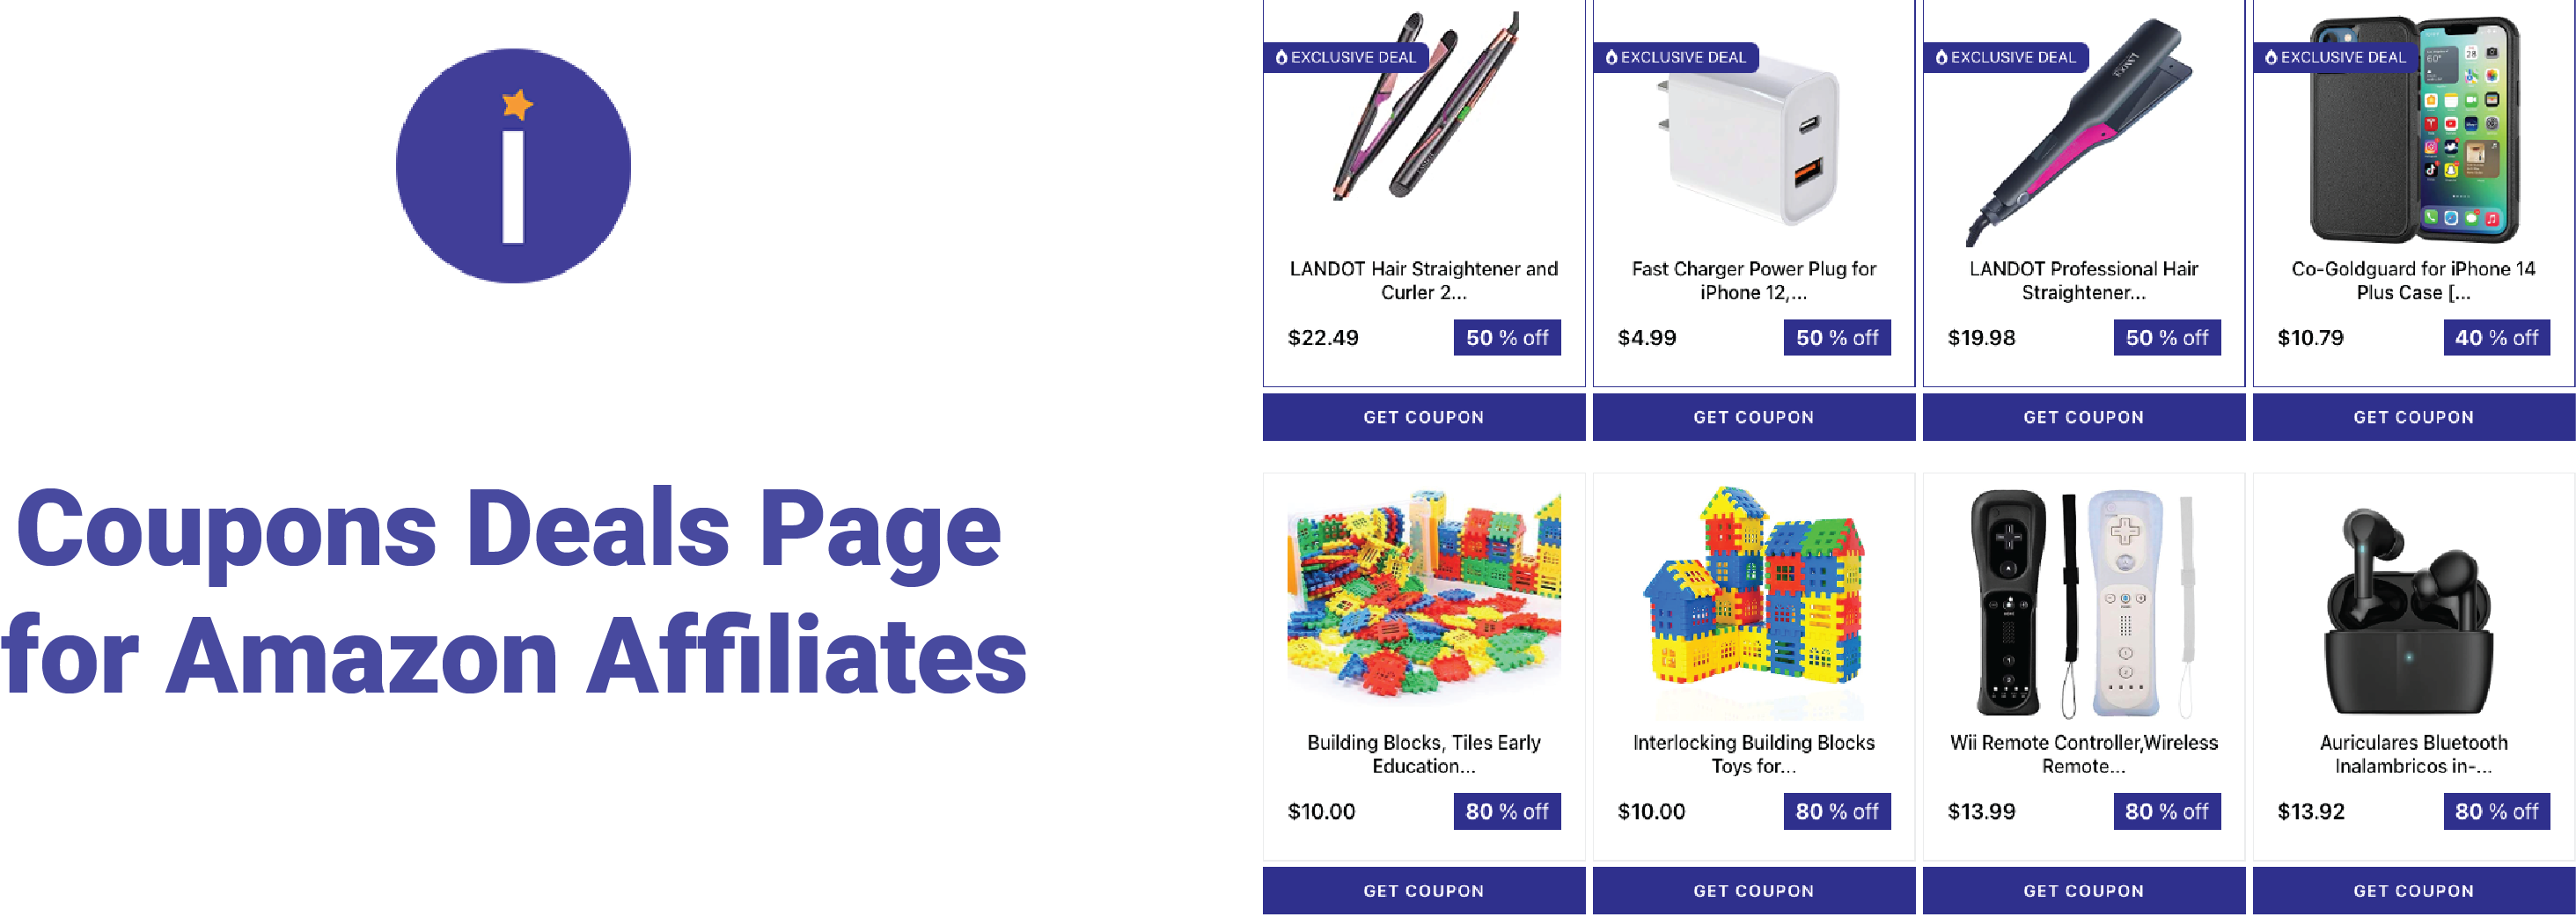 Coupons Deals Page
for Amazon Affiliates
EXCLUSIVE DEAL
LANDOT Hair Straightener and
Curler 2...
$22.49
50 % off
GET COUPON
EXCLUSIVE DEAL
Fast Charger Power Plug for
iPhone 12,...
$4.99
50 % off
GET COUPON
EXCLUSIVE DEAL
LANDOT Professional Hair
Straightener...
$19.98
50 % off
GET COUPON
EXCLUSIVE DEAL
Co-Goldguard for iPhone 14
Plus Case [...
$10.79
40 % off
GET COUPON
Building Blocks, Tiles Early
Education...
$10.00
80 % off
GET COUPON
Interlocking Building Blocks
Toys for...
$10.00
80 % off
GET COUPON
Wii Remote Controller,Wireless
Remote...
$13.99
80 % off
GET COUPON
Auriculares Bluetooth
Inalambricos in-...
$13.92
80 % off
GET COUPON